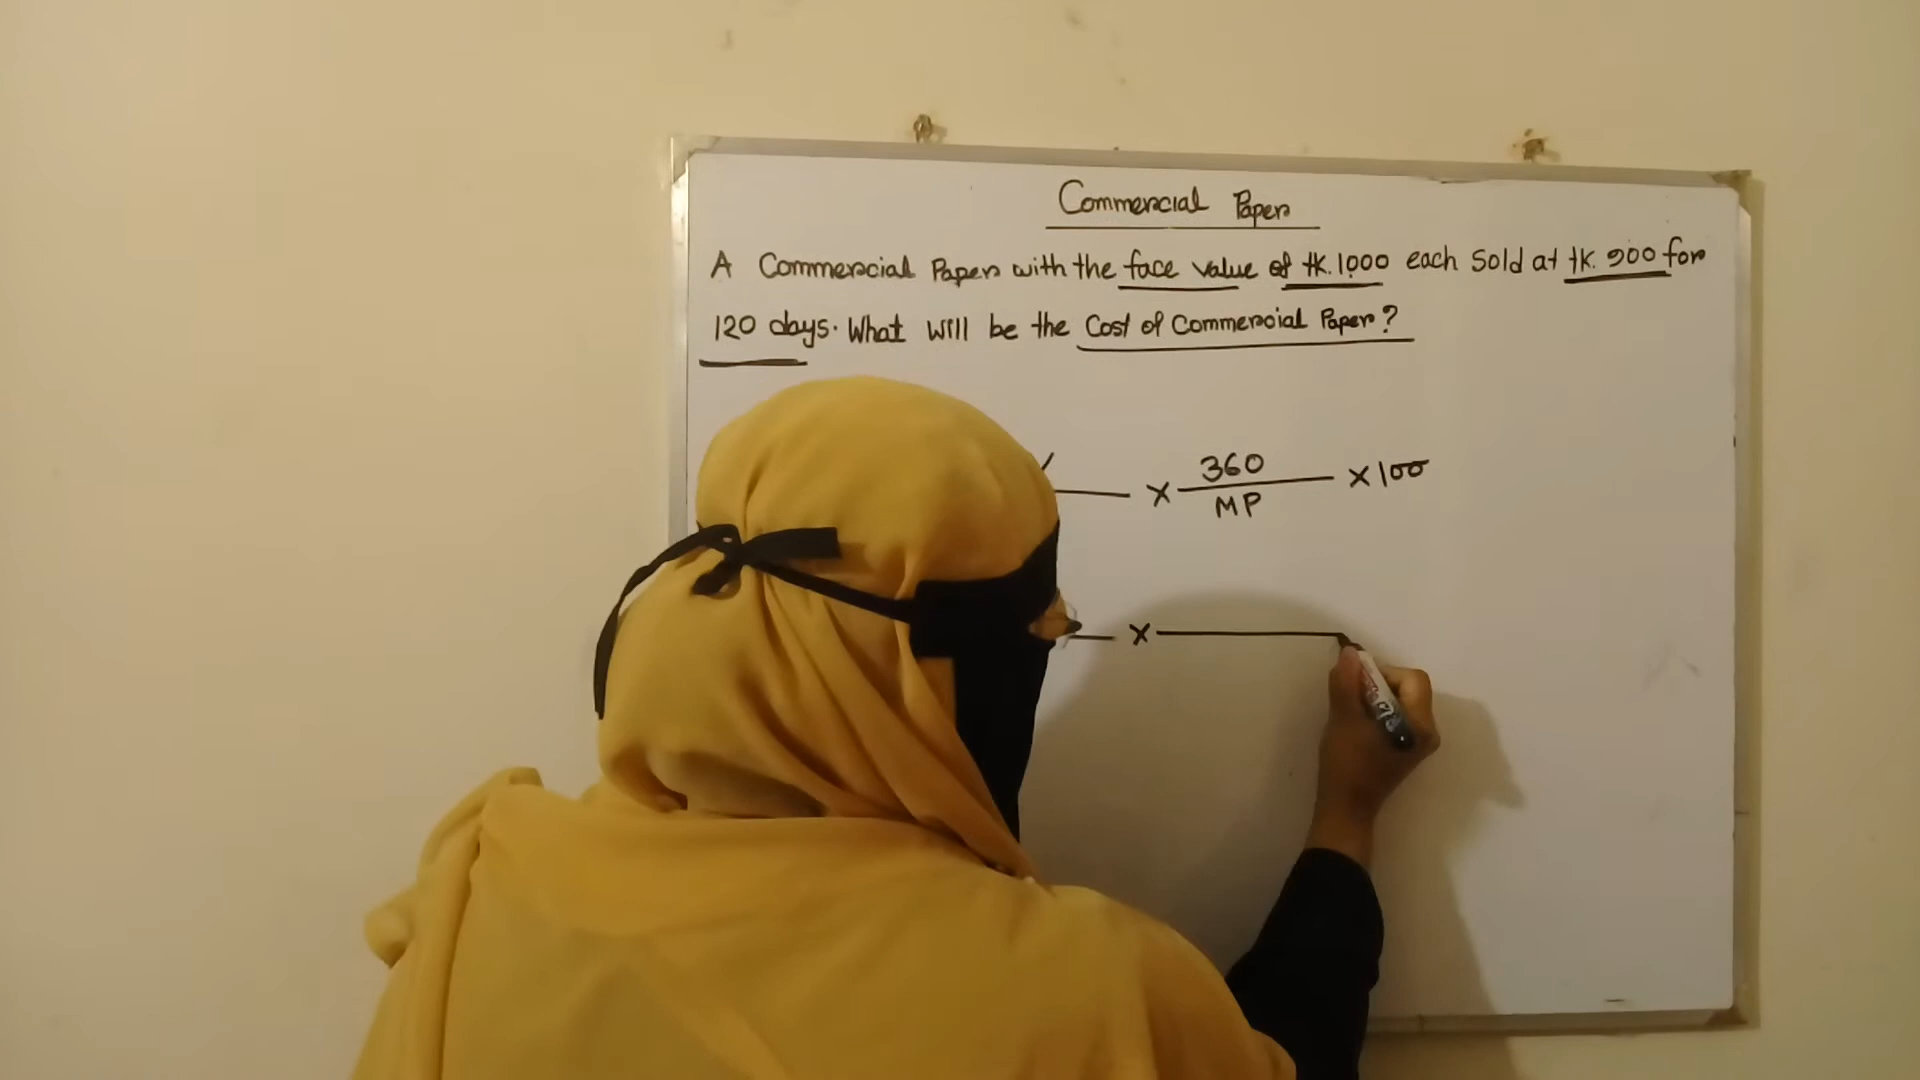 Commercial Paper
A Commercial Paper with the face value of tk. 1000 each Sold at tk. 900 for
120 days. What will be the Cost of Commercial Paper?
× 360 × 100
MP
×